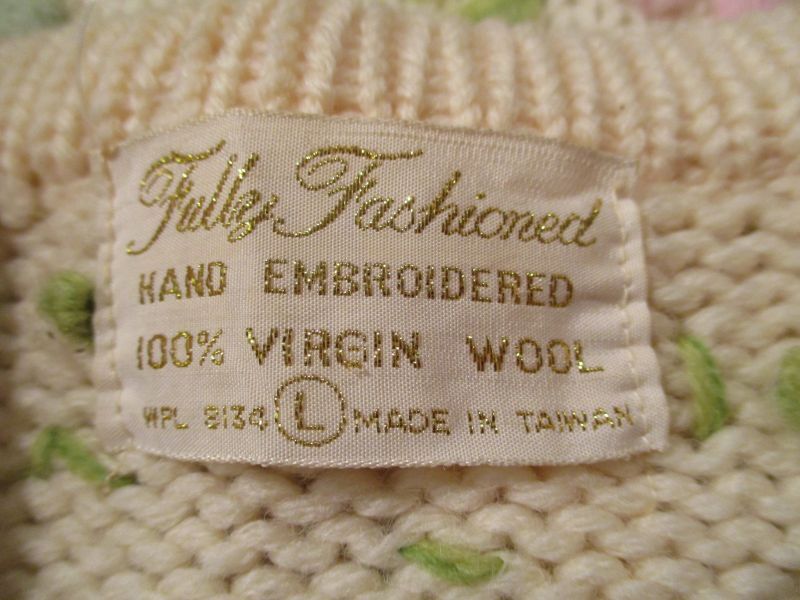 Fully Fashioned
HAND EMBROIDERED
100% VIRGIN WOOL
WPL 8134 L MADE IN TAIWAN